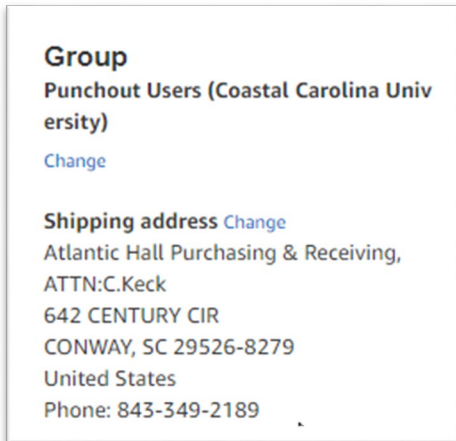 Group
Punchout Users (Coastal Carolina Univ
ersity)
Change
Shipping address Change
Atlantic Hall Purchasing & Receiving,
ATTN:C.Keck
642 CENTURY CIR
CONWAY, SC 29526-8279
United States
Phone: 843-349-2189